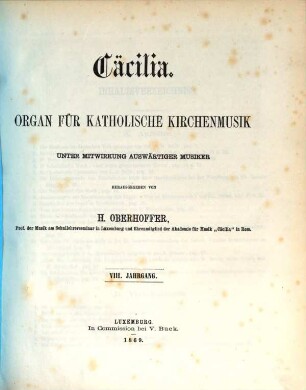 Cäcilia.
ORGAN FÜR KATHOLISCHE KIRCHENMUSIK
UNTER MITWIRKUNG AUSWÄRTIGER MUSIKER
HERAUSGEGEBEN VON
H. OBERHOFFER,
Prof. der Musik am Schullehrerseminar in Luxemburg und Ehrenmitglied der Akademie für Musik „Cäcilia“ in Rom.
VIII. JAHRGANG.
LUXEMBURG.
In Commission bei V. Buck.
1869.